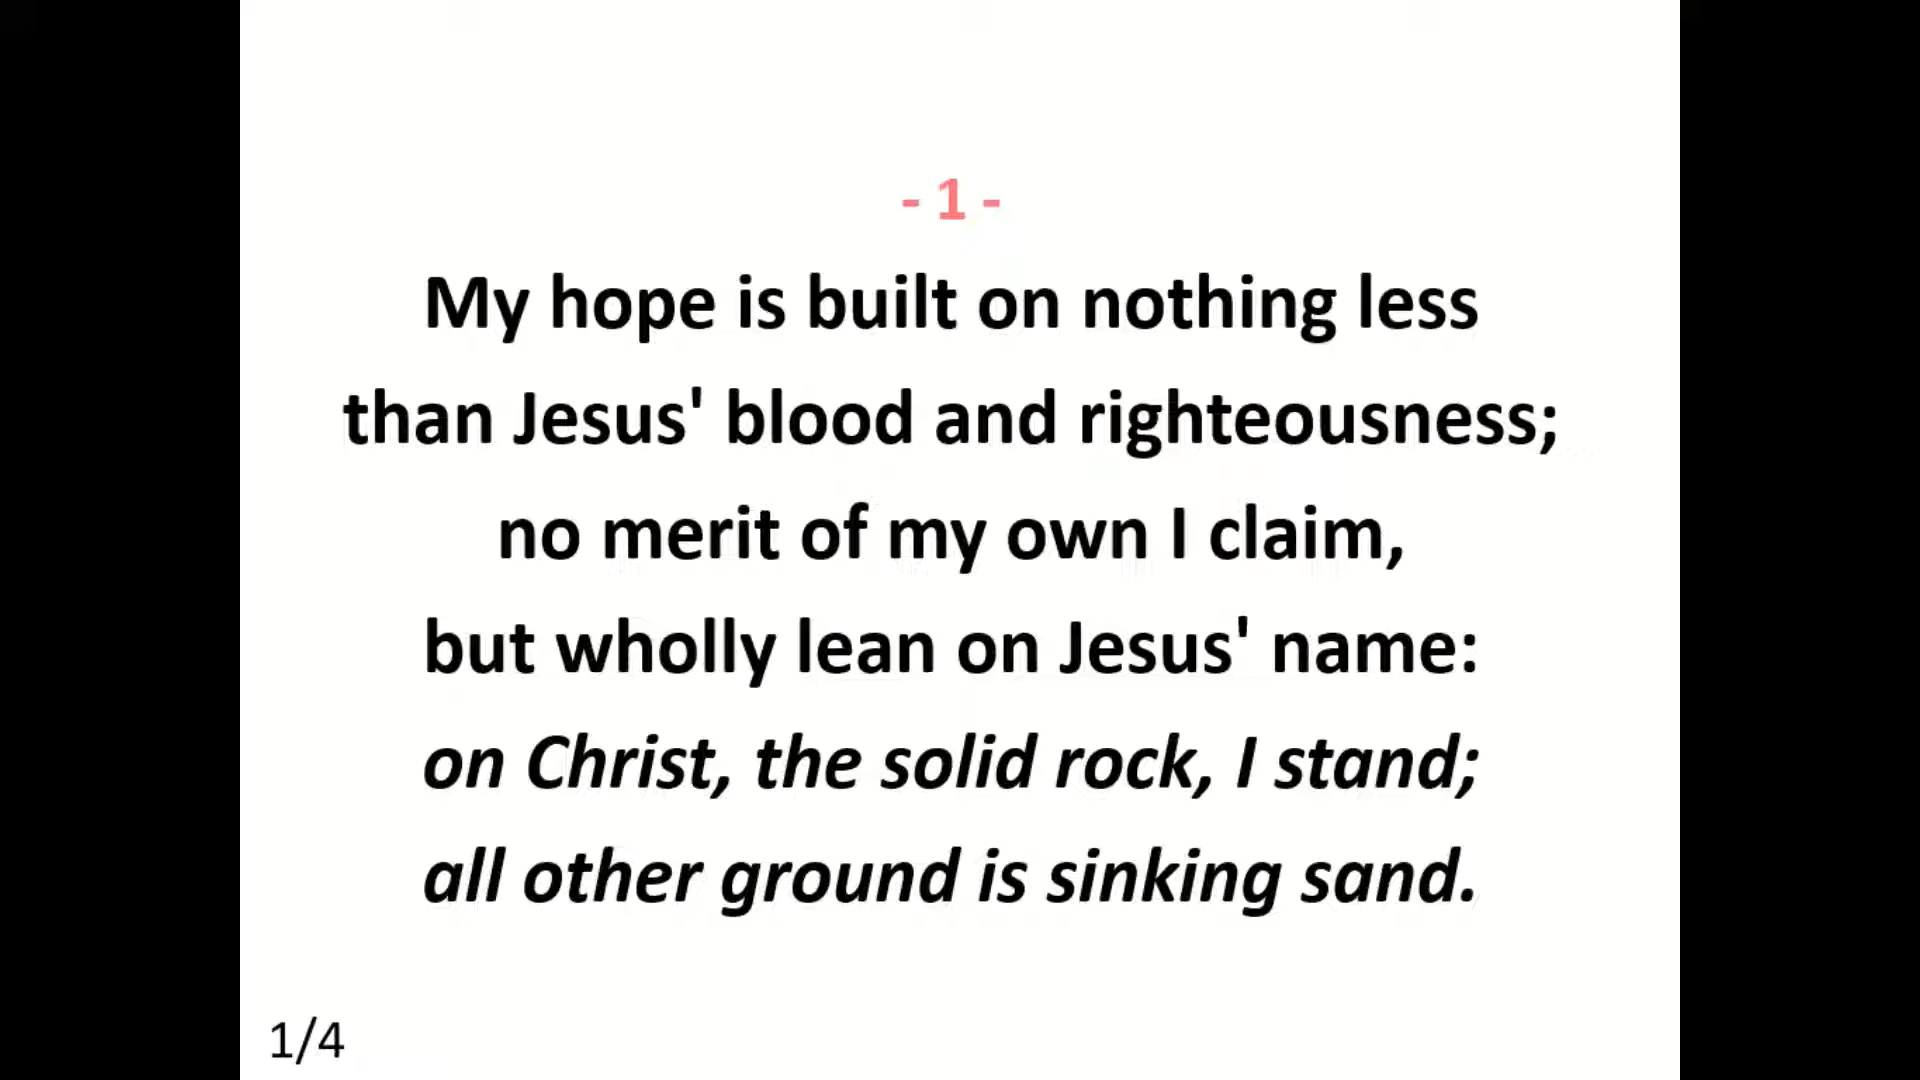 - 1 -
My hope is built on nothing less
than Jesus' blood and righteousness;
no merit of my own I claim,
but wholly lean on Jesus' name:
on Christ, the solid rock, I stand;
all other ground is sinking sand.
1/4